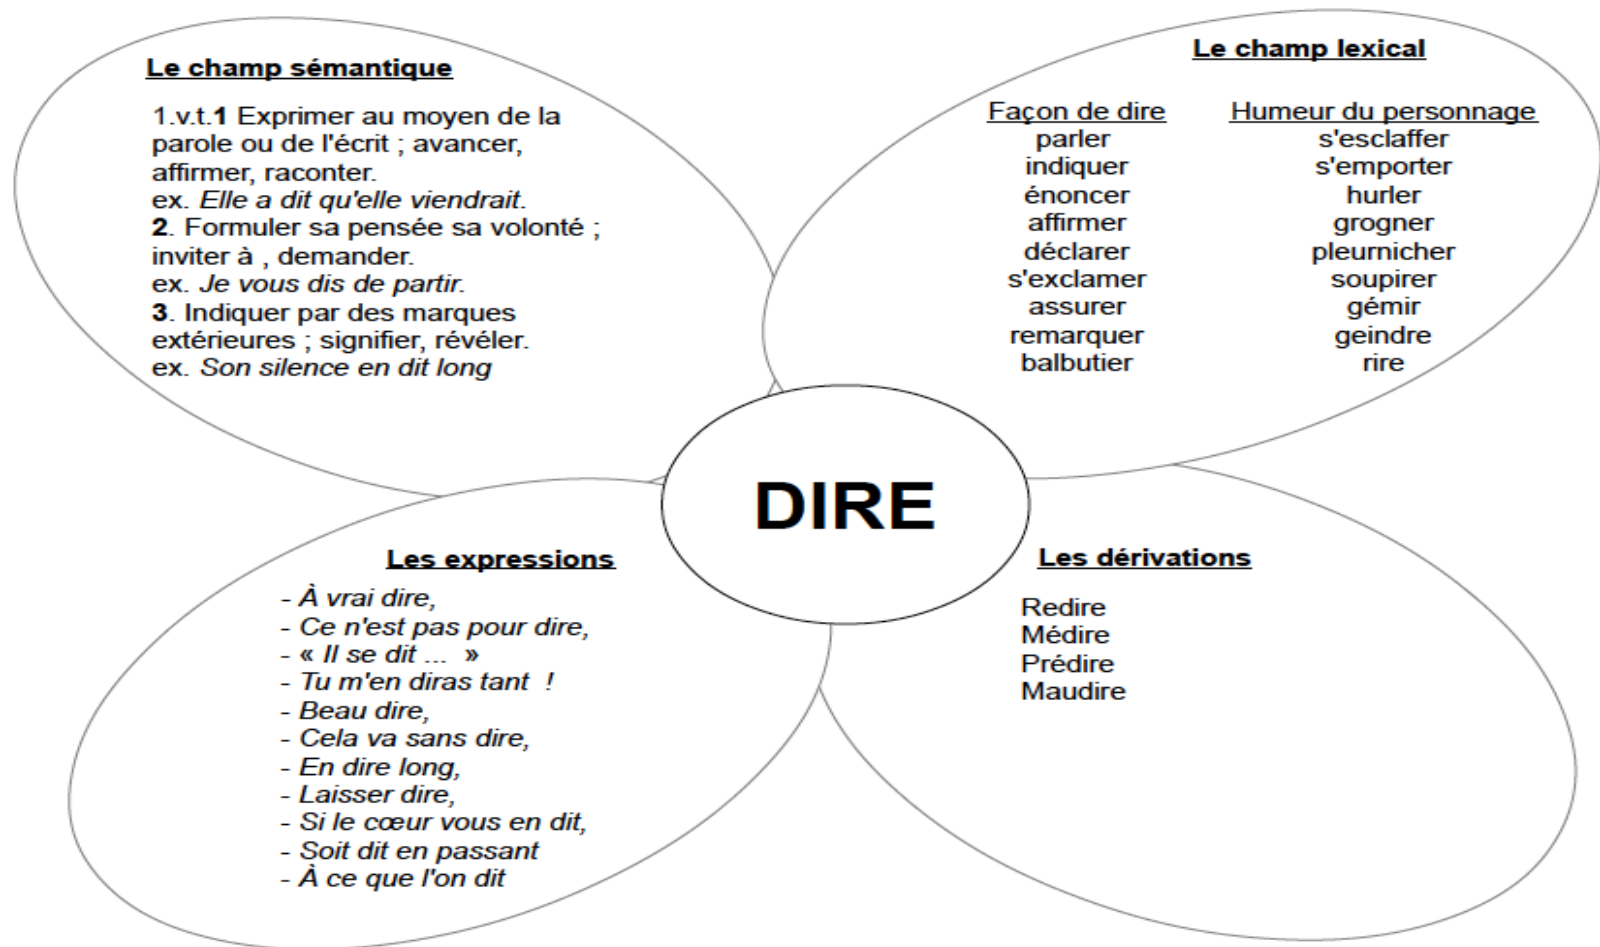 Le champ sémantique
1.v.t.1 Exprimer au moyen de la
parole ou de l'écrit ; avancer,
affirmer, raconter.
ex. Elle a dit qu'elle viendrait.
2. Formuler sa pensée sa volonté ;
inviter à , demander.
ex. Je vous dis de partir.
3. Indiquer par des marques
extérieures ; signifier, révéler.
ex. Son silence en dit long
Le champ lexical
Façon de dire
parler
indiquer
énoncer
affirmer
déclarer
s'exclamer
assurer
remarquer
balbutier
Humeur du personnage
s'esclaffer
s'emporter
hurler
grogner
pleurnicher
soupirer
gémir
geindre
rire
DIRE
Les expressions
- À vrai dire,
- Ce n'est pas pour dire,
- « Il se dit ... »
- Tu m'en diras tant !
- Beau dire,
- Cela va sans dire,
- En dire long,
- Laisser dire,
- Si le cœur vous en dit,
- Soit dit en passant
- À ce que l'on dit
Les dérivations
Redire
Médire
Prédire
Maudire